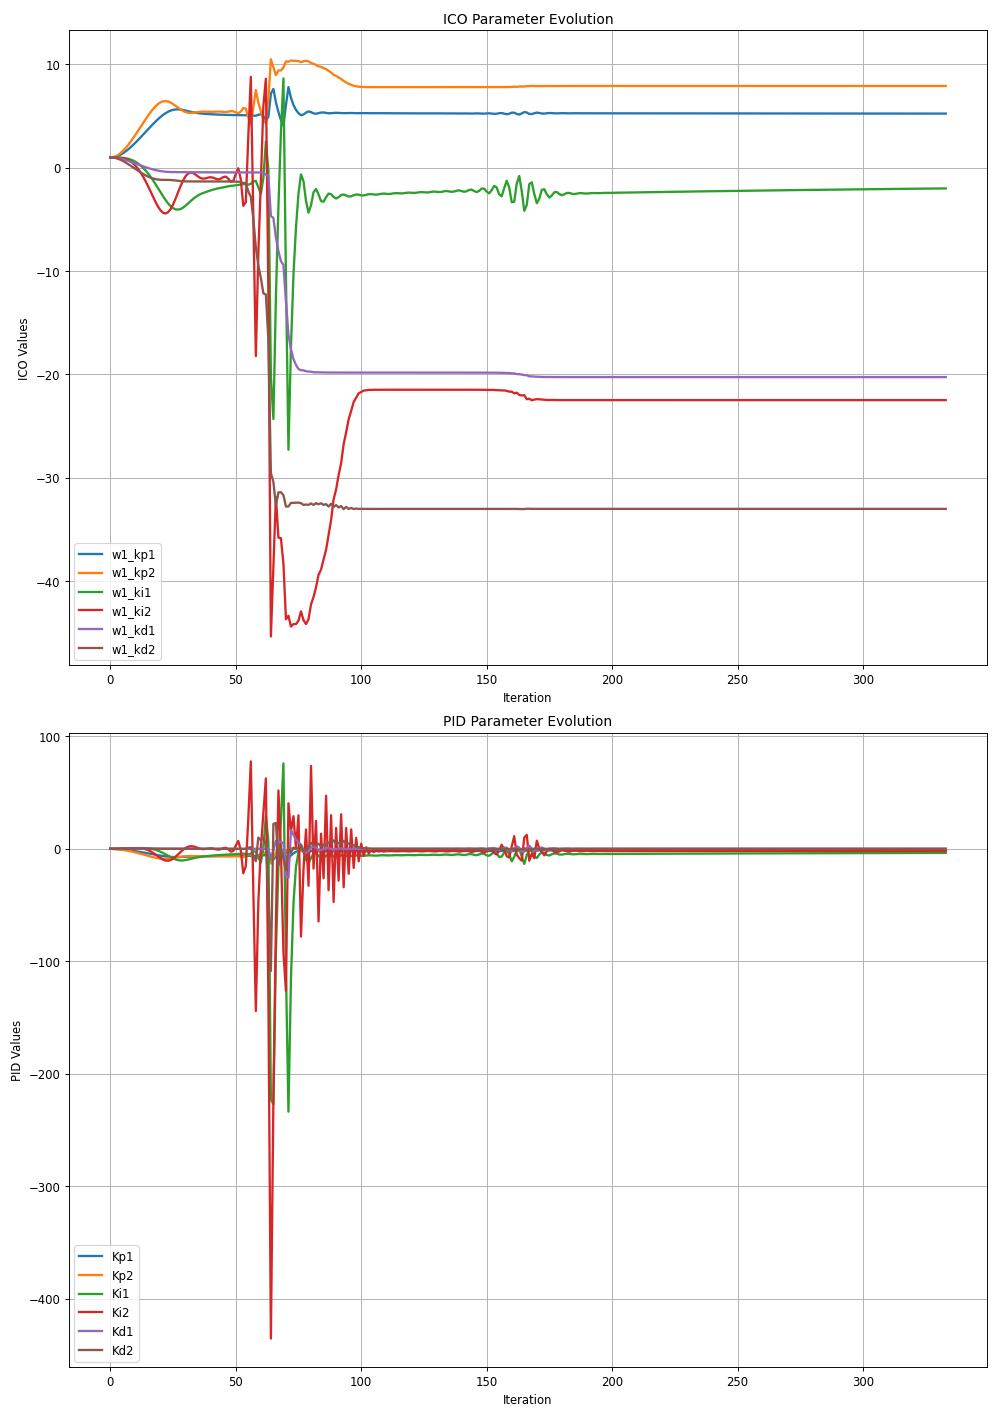 ICO Parameter Evolution
10
0
−10
−20
−30
−40
ICO Values
w1_kp1
w1_kp2
w1_ki1
w1_ki2
w1_kd1
w1_kd2
0 50 100 150 200 250 300
Iteration
PID Parameter Evolution
100
0
−100
−200
−300
−400
PID Values
Kp1
Kp2
Ki1
Ki2
Kd1
Kd2
0 50 100 150 200 250 300
Iteration